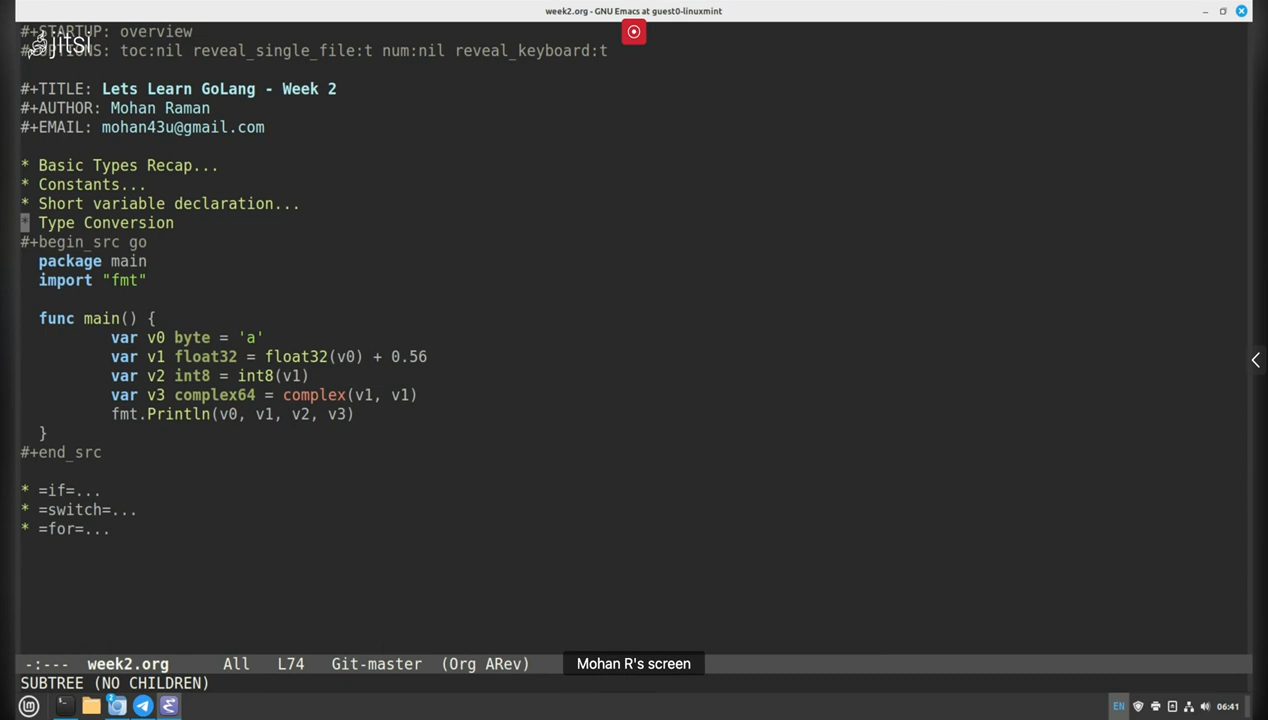 week2.org - GNU Emacs at guest0-linuxmint
#+STARTUP: overview
jitsi
#+OPTIONS: toc:nil reveal_single_file:t num:nil reveal_keyboard:t
#+TITLE: Lets Learn GoLang - Week 2
#+AUTHOR: Mohan Raman
#+EMAIL: mohan43u@gmail.com
* Basic Types Recap...
* Constants...
* Short variable declaration...
* Type Conversion
#+begin_src go
package main
import "fmt"
func main() {
var v0 byte = 'a'
var v1 float32 = float32(v0) + 0.56
var v2 int8 = int8(v1)
var v3 complex64 = complex(v1, v1)
fmt.Println(v0, v1, v2, v3)
}
#+end_src
* =if=...
* =switch=...
* =for=...
-:--- week2.org All L74 Git-master (Org ARev)
Mohan R's screen
SUBTREE (NO CHILDREN)
EN 06:41